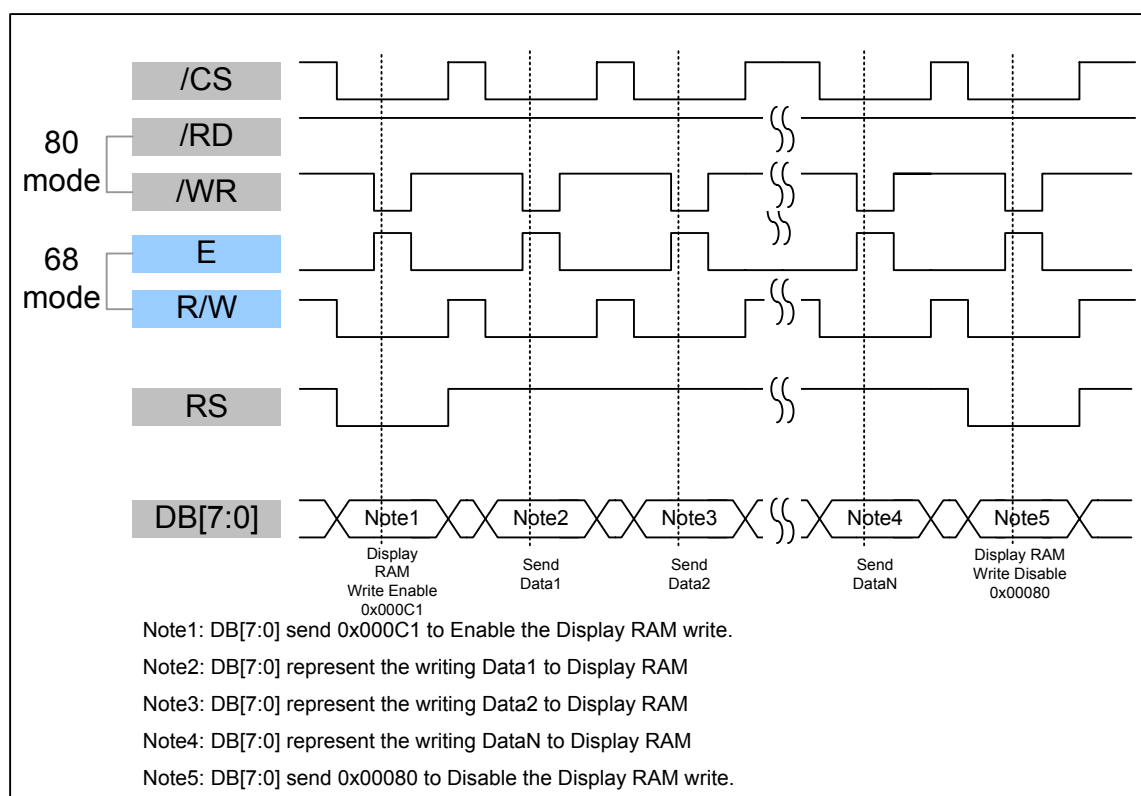 /CS
80
mode
/RD
/WR
68
mode
E
R/W
RS
DB[7:0]
Note1
Note2
Note3
Note4
Note5
Display
RAM
Write Enable
0x000C1
Send
Data1
Send
Data2
Send
DataN
Display RAM
Write Disable
0x00080
Note1: DB[7:0] send 0x000C1 to Enable the Display RAM write.
Note2: DB[7:0] represent the writing Data1 to Display RAM
Note3: DB[7:0] represent the writing Data2 to Display RAM
Note4: DB[7:0] represent the writing DataN to Display RAM
Note5: DB[7:0] send 0x00080 to Disable the Display RAM write.